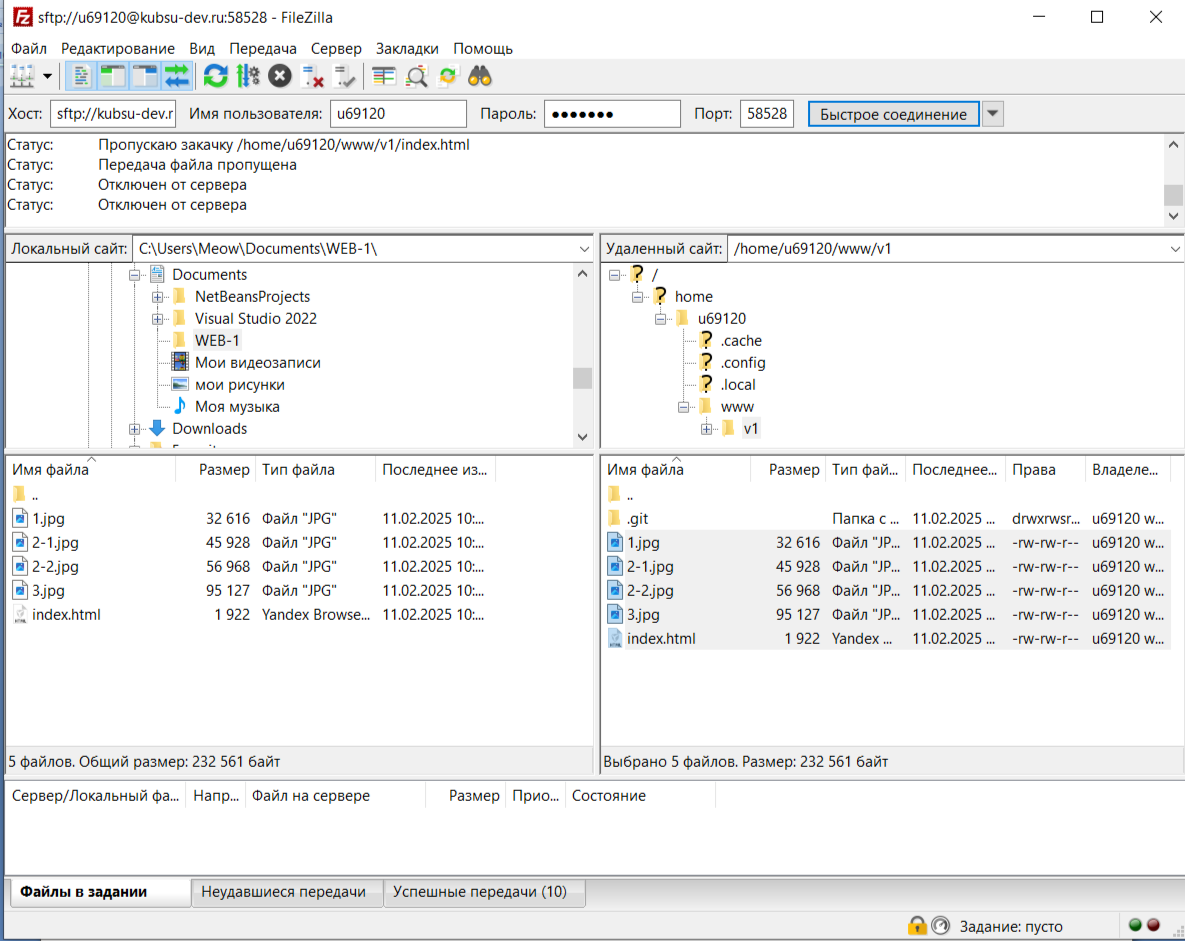 sftp://u69120@kubsu-dev.ru:58528 - FileZilla
Файл Редактирование Вид Передача Сервер Закладки Помощь
Хост: sftp://kubsu-dev.r Имя пользователя: u69120 Пароль: ●●●●●●● Порт: 58528 Быстрое соединение
Статус: Пропускаю закачку /home/u69120/www/v1/index.html
Статус: Передача файла пропущена
Статус: Отключен от сервера
Статус: Отключен от сервера
Локальный сайт: C:\Users\Meow\Documents\WEB-1\
Documents
NetBeansProjects
Visual Studio 2022
WEB-1
Мои видеозаписи
мои рисунки
Моя музыка
Downloads
Удаленный сайт: /home/u69120/www/v1
/
home
u69120
.cache
.config
.local
www
v1
Имя файла Размер Тип файла Последнее из...
..
1.jpg 32 616 Файл "JPG" 11.02.2025 10:...
2-1.jpg 45 928 Файл "JPG" 11.02.2025 10:...
2-2.jpg 56 968 Файл "JPG" 11.02.2025 10:...
3.jpg 95 127 Файл "JPG" 11.02.2025 10:...
index.html 1 922 Yandex Browse... 11.02.2025 10:...
5 файлов. Общий размер: 232 561 байт
Имя файла Размер Тип фай... Последнее... Права Владеле...
..
.git Папка с ... 11.02.2025 ... drwxrwsr... u69120 w...
1.jpg 32 616 Файл "JP... 11.02.2025 ... -rw-rw-r-- u69120 w...
2-1.jpg 45 928 Файл "JP... 11.02.2025 ... -rw-rw-r-- u69120 w...
2-2.jpg 56 968 Файл "JP... 11.02.2025 ... -rw-rw-r-- u69120 w...
3.jpg 95 127 Файл "JP... 11.02.2025 ... -rw-rw-r-- u69120 w...
index.html 1 922 Yandex ... 11.02.2025 ... -rw-rw-r-- u69120 w...
Выбрано 5 файлов. Размер: 232 561 байт
Сервер/Локальный фа... Напр... Файл на сервере Размер Прио... Состояние
Файлы в задании Неудавшиеся передачи Успешные передачи (10)
Задание: пусто